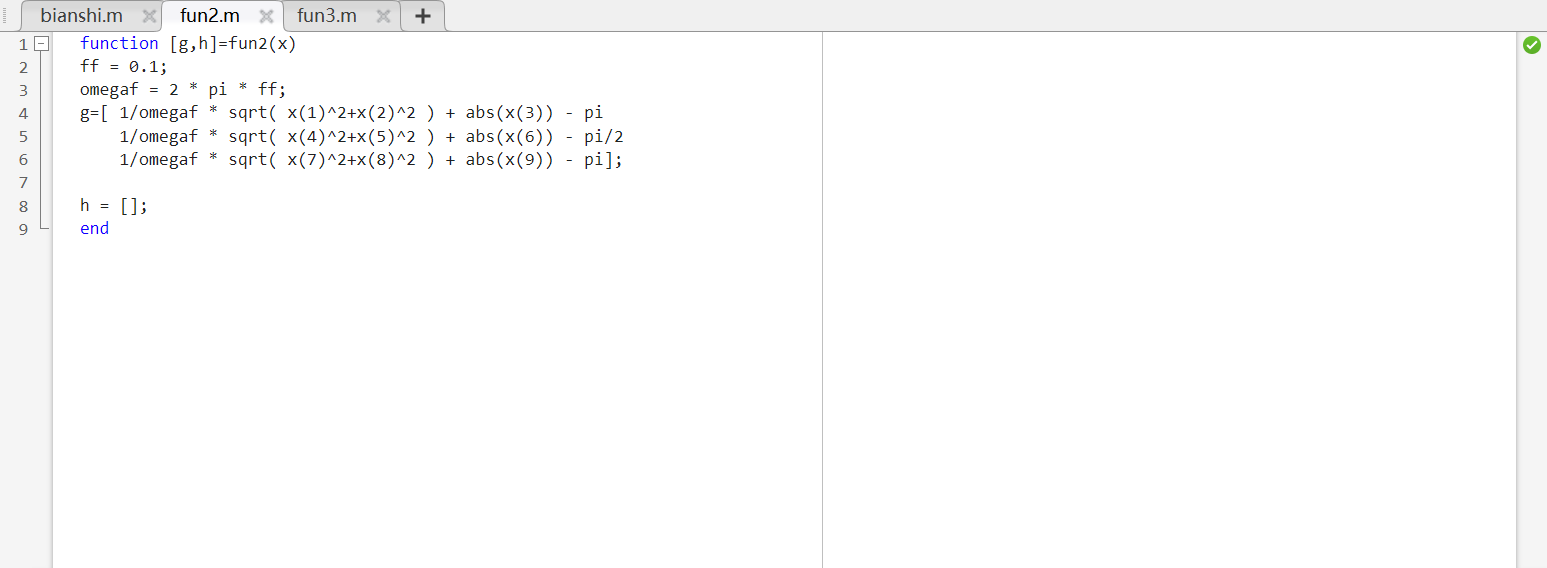 bianshi.m fun2.m fun3.m +
1 function [g,h]=fun2(x)
2 ff = 0.1;
3 omegaf = 2 * pi * ff;
4 g=[ 1/omegaf * sqrt( x(1)^2+x(2)^2 ) + abs(x(3)) - pi
5 1/omegaf * sqrt( x(4)^2+x(5)^2 ) + abs(x(6)) - pi/2
6 1/omegaf * sqrt( x(7)^2+x(8)^2 ) + abs(x(9)) - pi];
7
8 h = [];
9 end